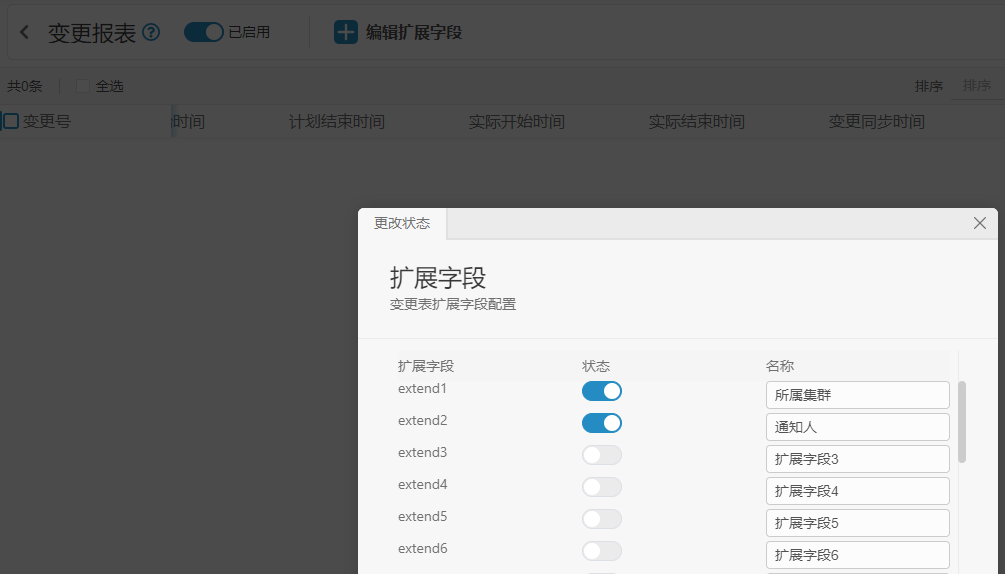 变更报表 ? 已启用 编辑扩展字段
共0条 全选 排序 排序
变更号 时间 计划结束时间 实际开始时间 实际结束时间 变更同步时间
更改状态
扩展字段
变更表扩展字段配置
扩展字段 状态 名称
extend1 所属集群
extend2 通知人
extend3 扩展字段3
extend4 扩展字段4
extend5 扩展字段5
extend6 扩展字段6